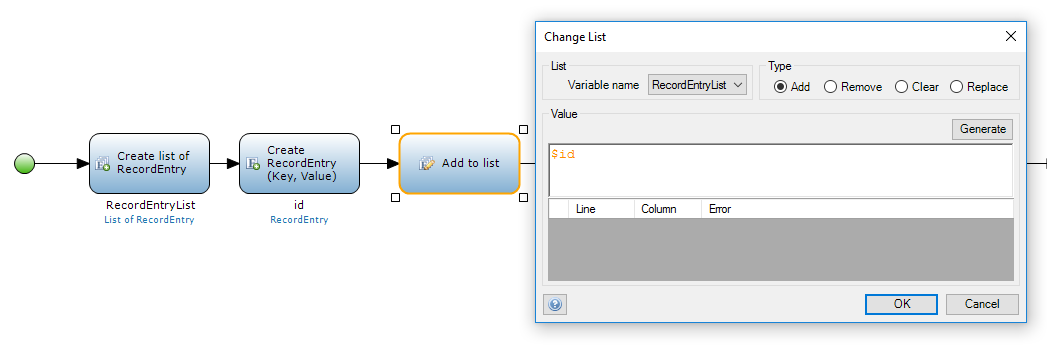 Create list of
RecordEntry
RecordEntryList
List of RecordEntry
Create
RecordEntry
(Key, Value)
id
RecordEntry
Add to list
Change List
List
Variable name
RecordEntryList
Type
Add
Remove
Clear
Replace
Value
Generate
$id
Line
Column
Error
?
OK
Cancel